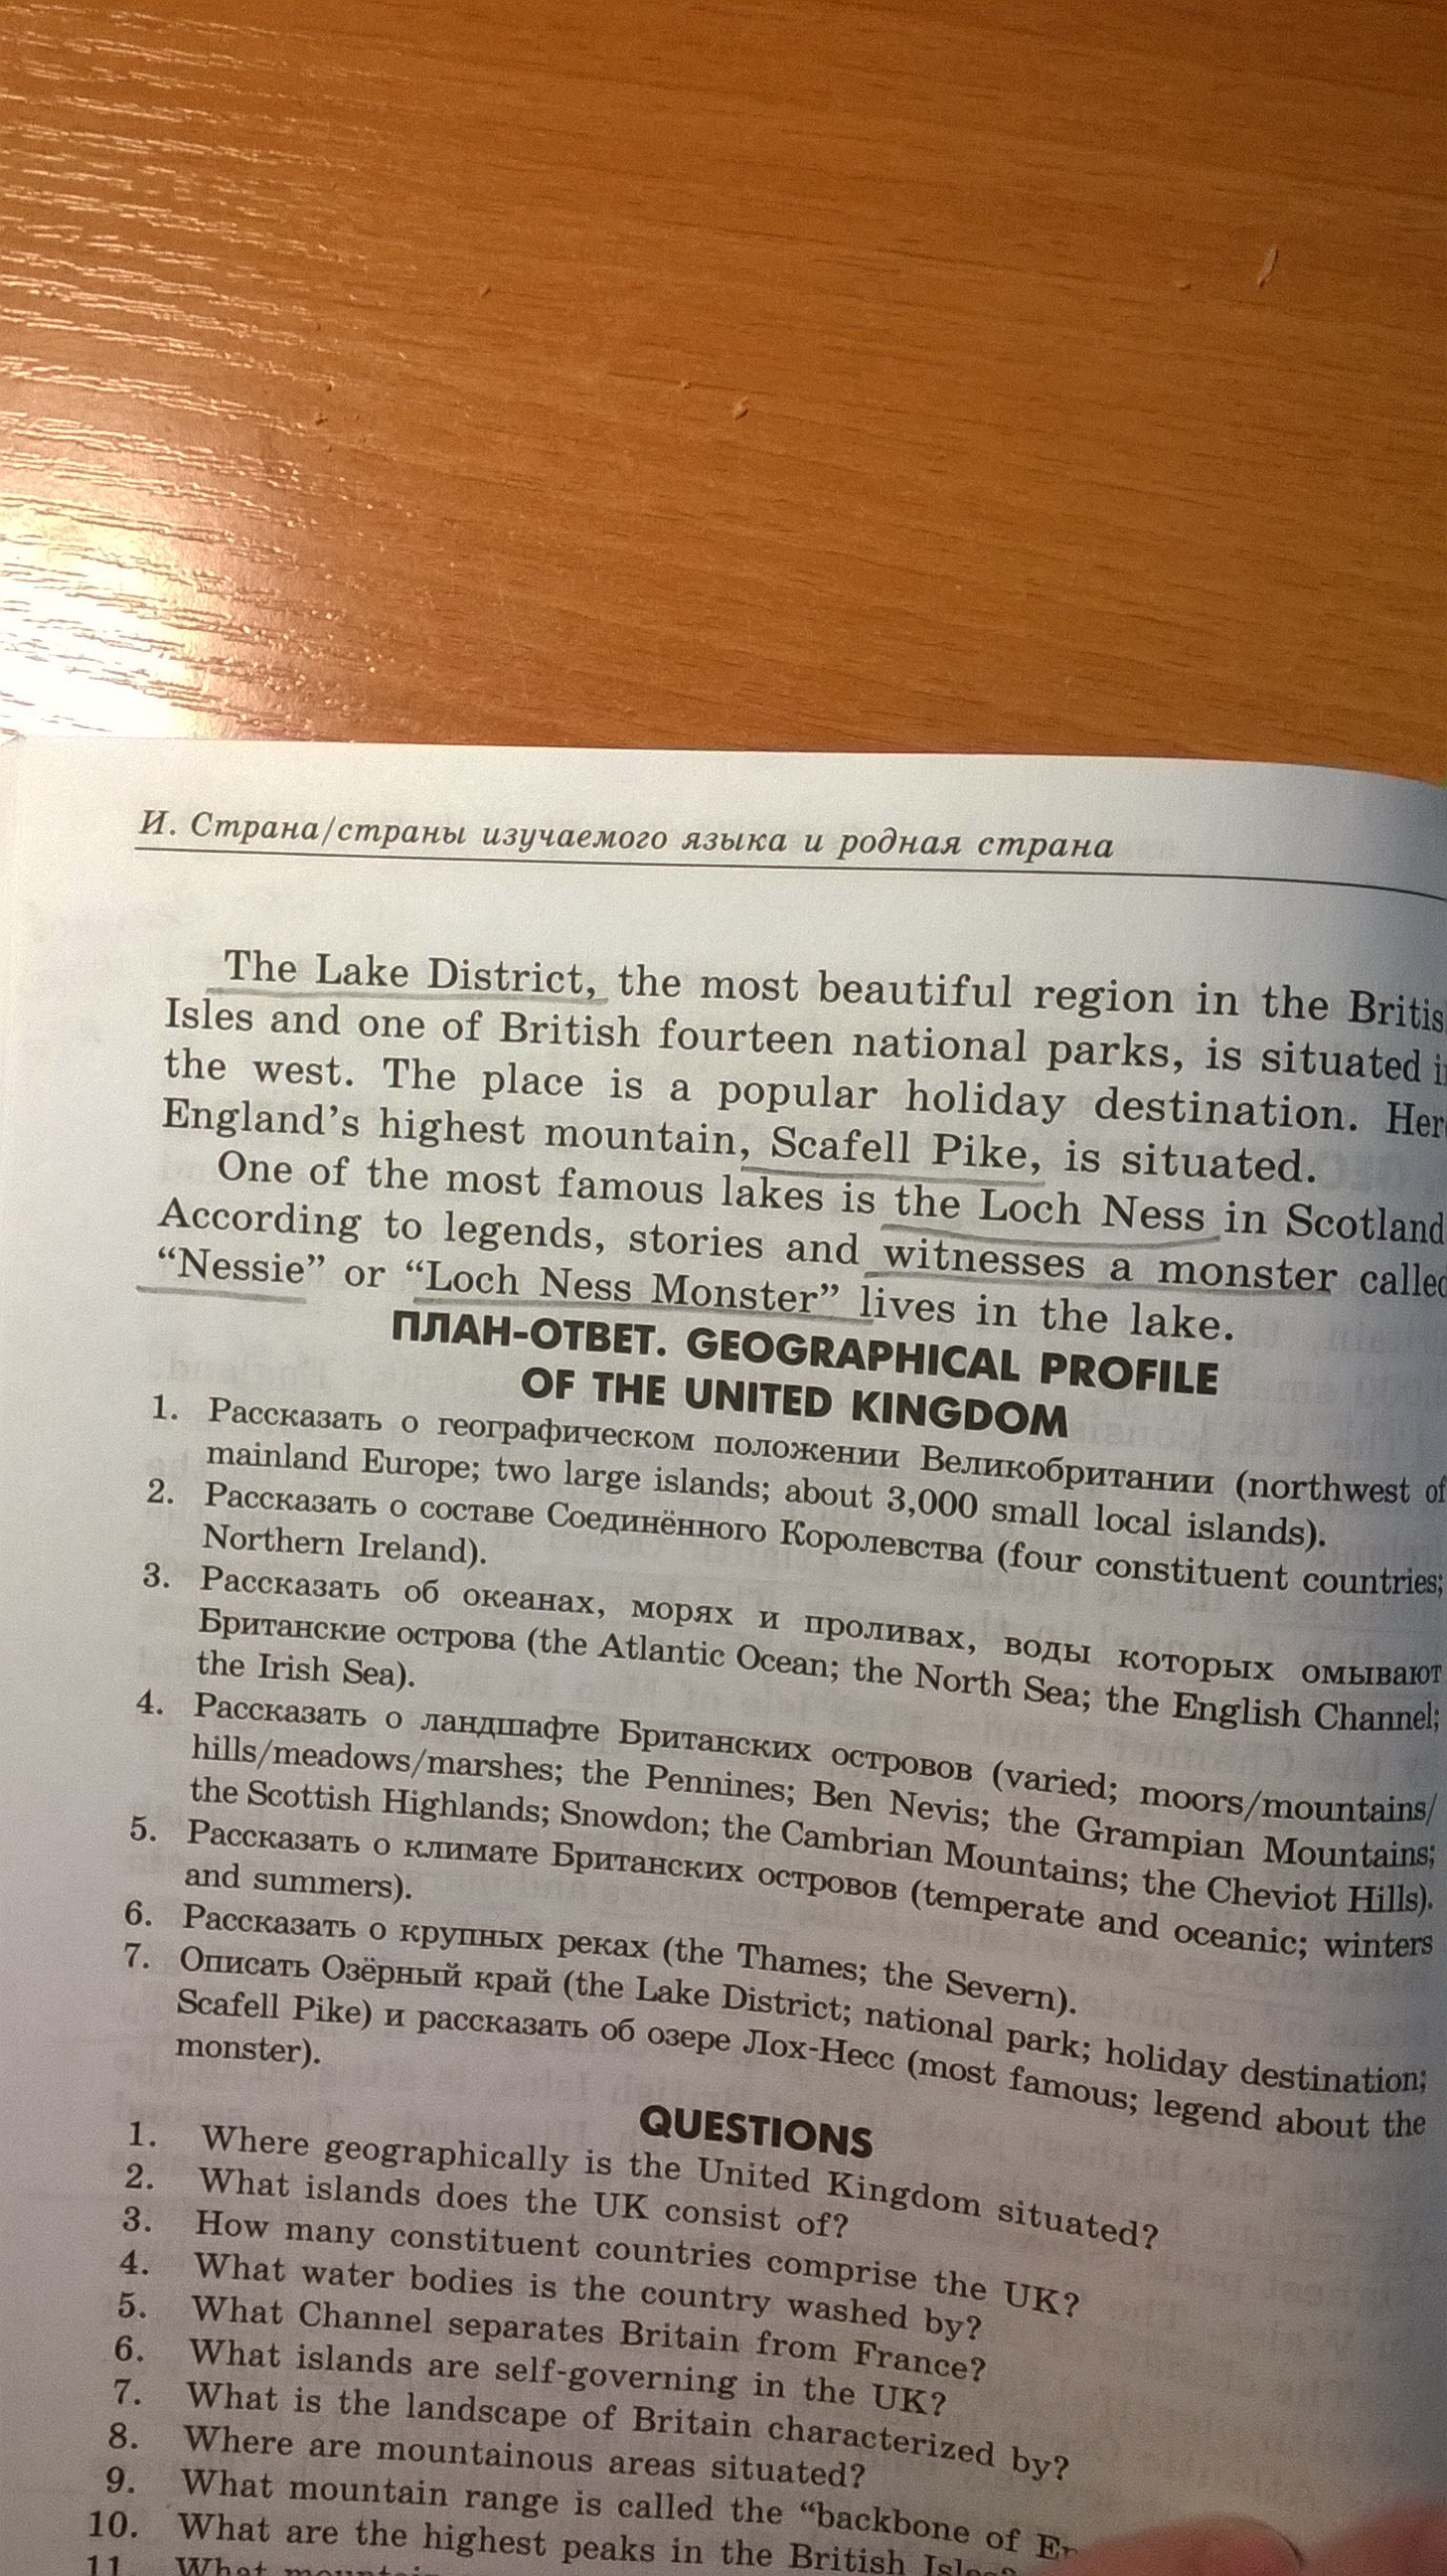 И. Страна/страны изучаемого языка и родная страна
The Lake District, the most beautiful region in the Britis
Isles and one of British fourteen national parks, is situated i
the west. The place is a popular holiday destination. Her
England's highest mountain, Scafell Pike, is situated.
One of the most famous lakes is the Loch Ness in Scotland
According to legends, stories and witnesses a monster called
“Nessie” or “Loch Ness Monster” lives in the lake.
ПЛАН-ОТВЕТ. GEOGRAPHICAL PROFILE
OF THE UNITED KINGDOM
1. Рассказать о географическом положении Великобритании (northwest of
mainland Europe; two large islands; about 3,000 small local islands).
2. Рассказать о составе Соединённого Королевства (four constituent countries;
Northern Ireland).
3. Рассказать об океанах, морях и проливах, воды которых омывают
Британские острова (the Atlantic Ocean; the North Sea; the English Channel;
the Irish Sea).
4. Рассказать о ландшафте Британских островов (varied; moors/mountains/
hills/meadows/marshes; the Pennines; Ben Nevis; the Grampian Mountains;
the Scottish Highlands; Snowdon; the Cambrian Mountains; the Cheviot Hills).
5. Рассказать о климате Британских островов (temperate and oceanic; winters
and summers).
6. Рассказать о крупных реках (the Thames; the Severn).
7. Описать Озёрный край (the Lake District; national park; holiday destination;
Scafell Pike) и рассказать об озере Лох-Несс (most famous; legend about the
monster).
QUESTIONS
1. Where geographically is the United Kingdom situated?
2. What islands does the UK consist of?
3. How many constituent countries comprise the UK?
4. What water bodies is the country washed by?
5. What Channel separates Britain from France?
6. What islands are self-governing in the UK?
7. What is the landscape of Britain characterized by?
8. Where are mountainous areas situated?
9. What mountain range is called the “backbone of En
10. What are the highest peaks in the British Isles?
11. What